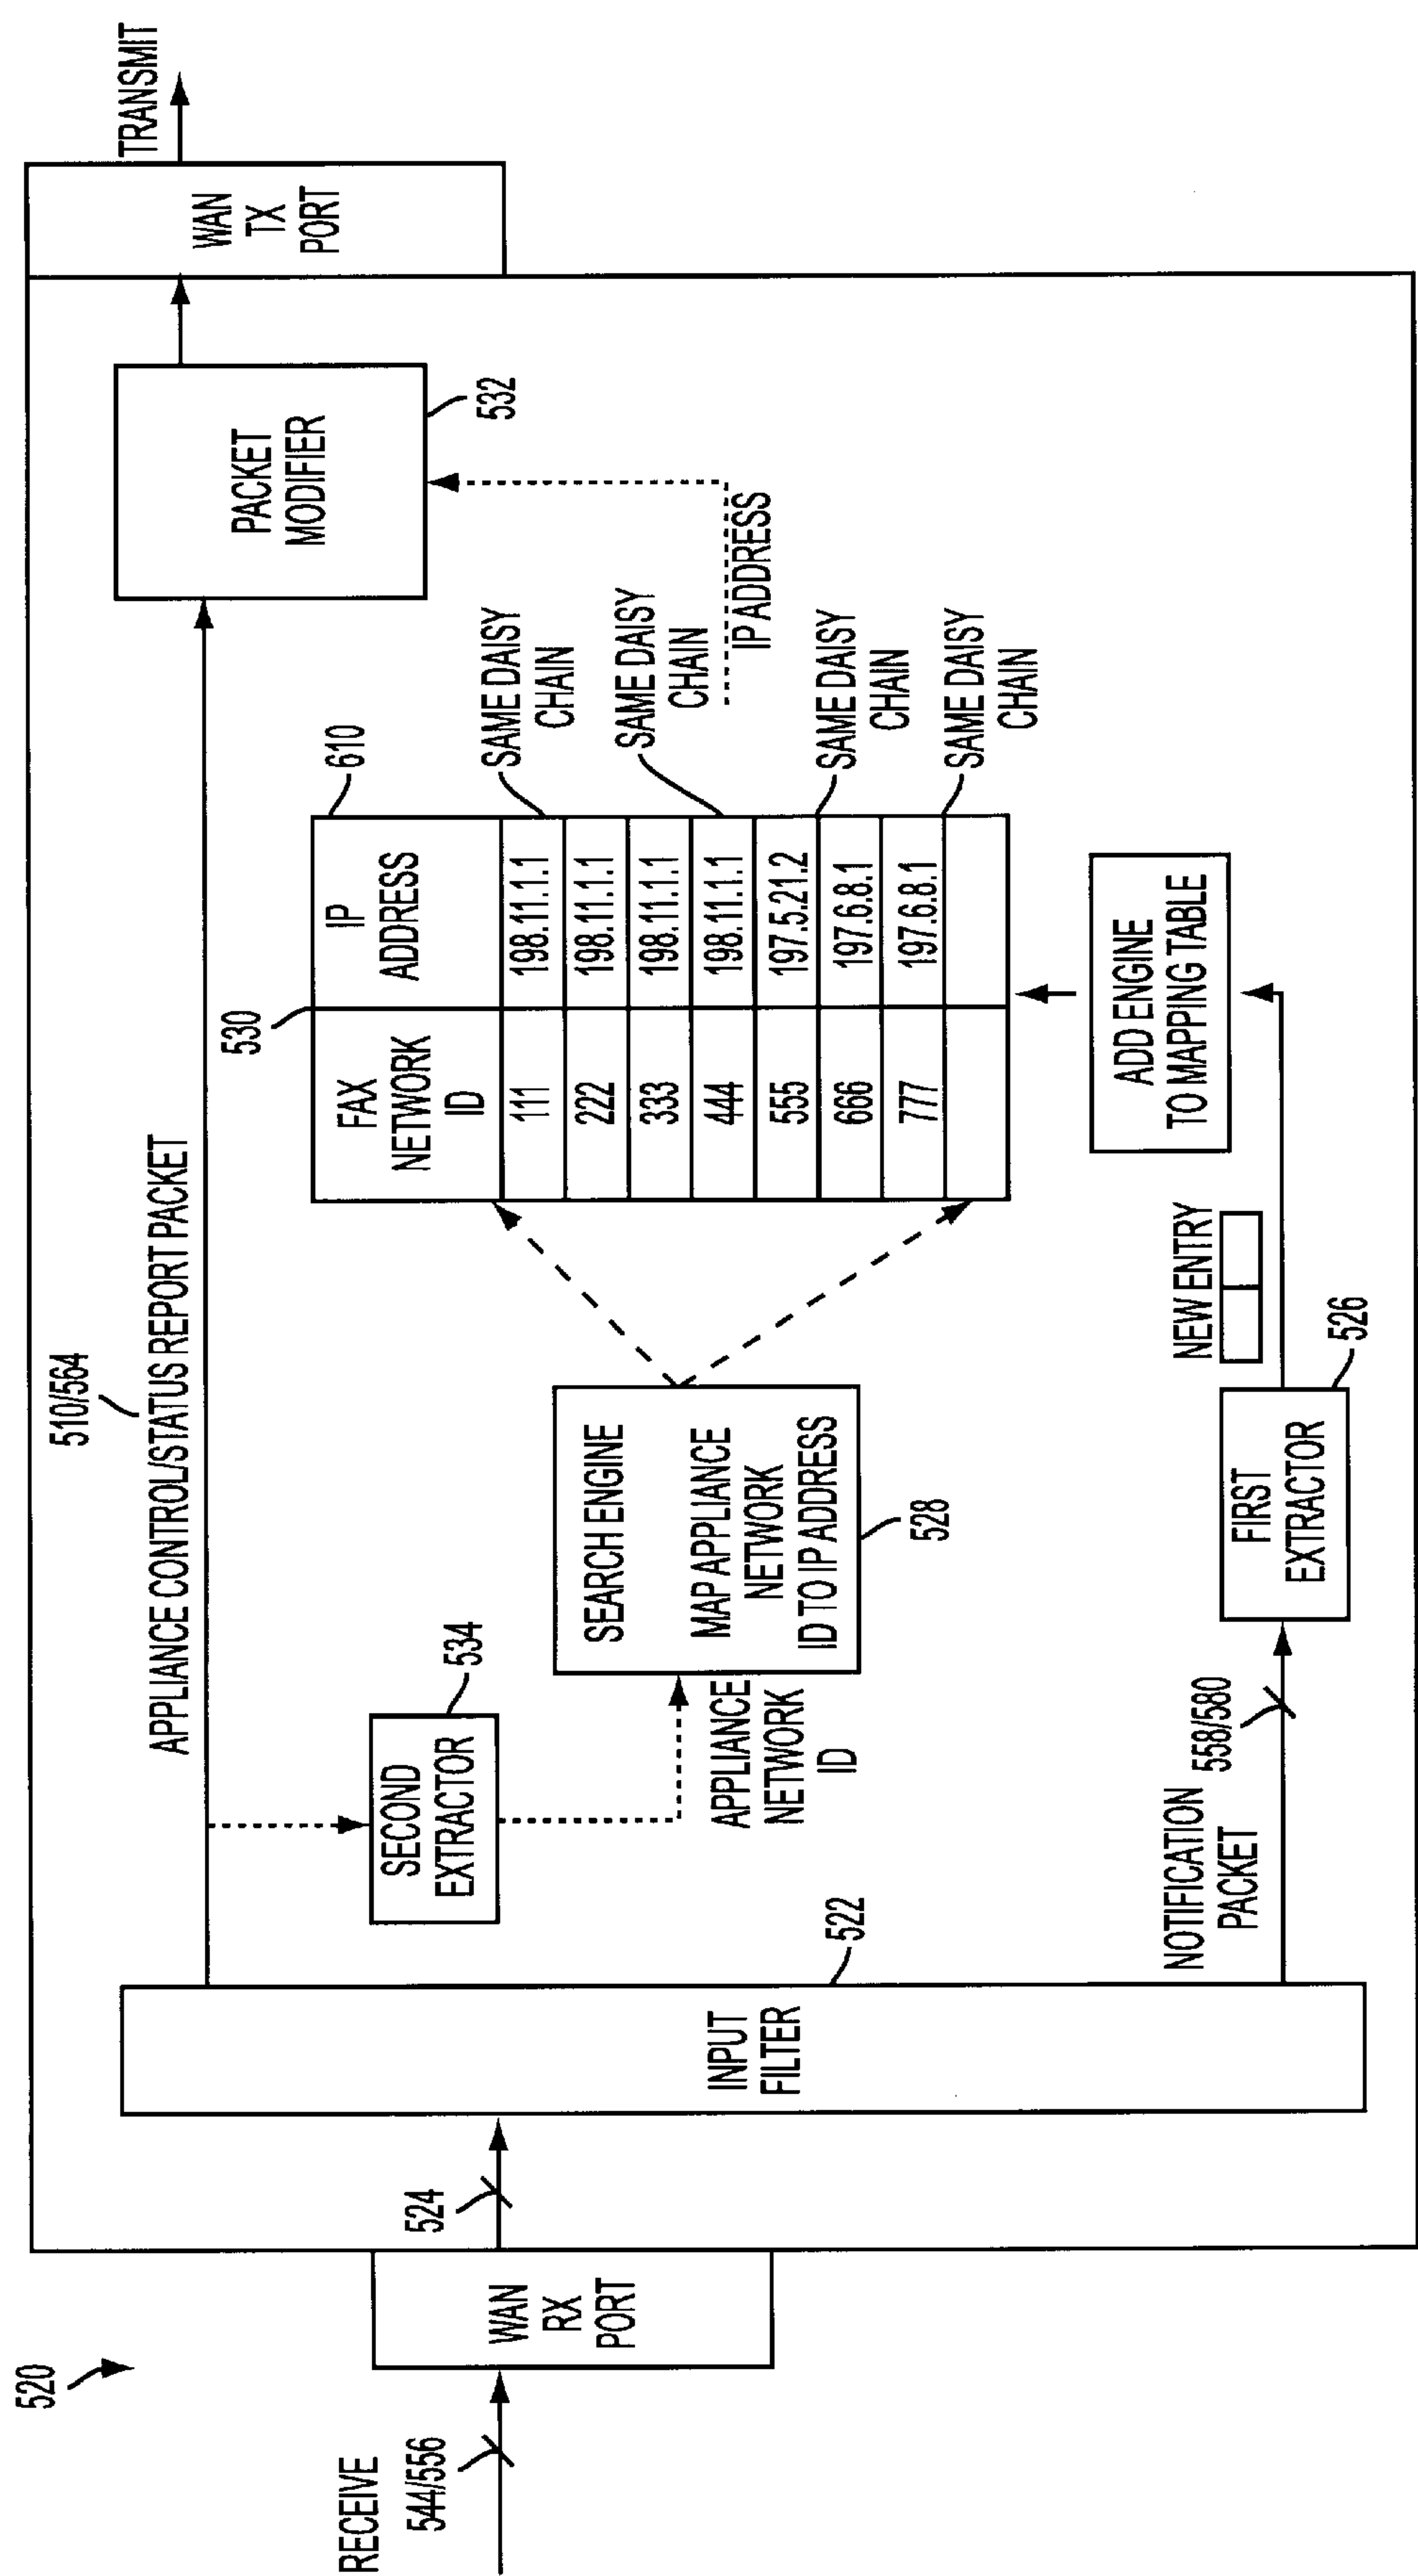 520
RECEIVE
544/556
WAN
RX
PORT
524
INPUT
FILTER
522
510/564
APPLIANCE CONTROL/STATUS REPORT PACKET
SECOND
EXTRACTOR
534
APPLIANCE
NETWORK
ID
SEARCH ENGINE
MAP APPLIANCE
NETWORK
ID TO IP ADDRESS
528
NOTIFICATION
PACKET
558/580
FIRST
EXTRACTOR
526
NEW ENTRY
ADD ENGINE
TO MAPPING TABLE
530
610
FAX
NETWORK
ID
IP
ADDRESS
111 198.11.1.1
222 198.11.1.1
333 198.11.1.1
444 198.11.1.1
555 197.5.21.2
666 197.6.8.1
777 197.6.8.1
SAME DAISY
CHAIN
SAME DAISY
CHAIN
SAME DAISY
CHAIN
SAME DAISY
CHAIN
IP ADDRESS
PACKET
MODIFIER
532
WAN
TX
PORT
TRANSMIT